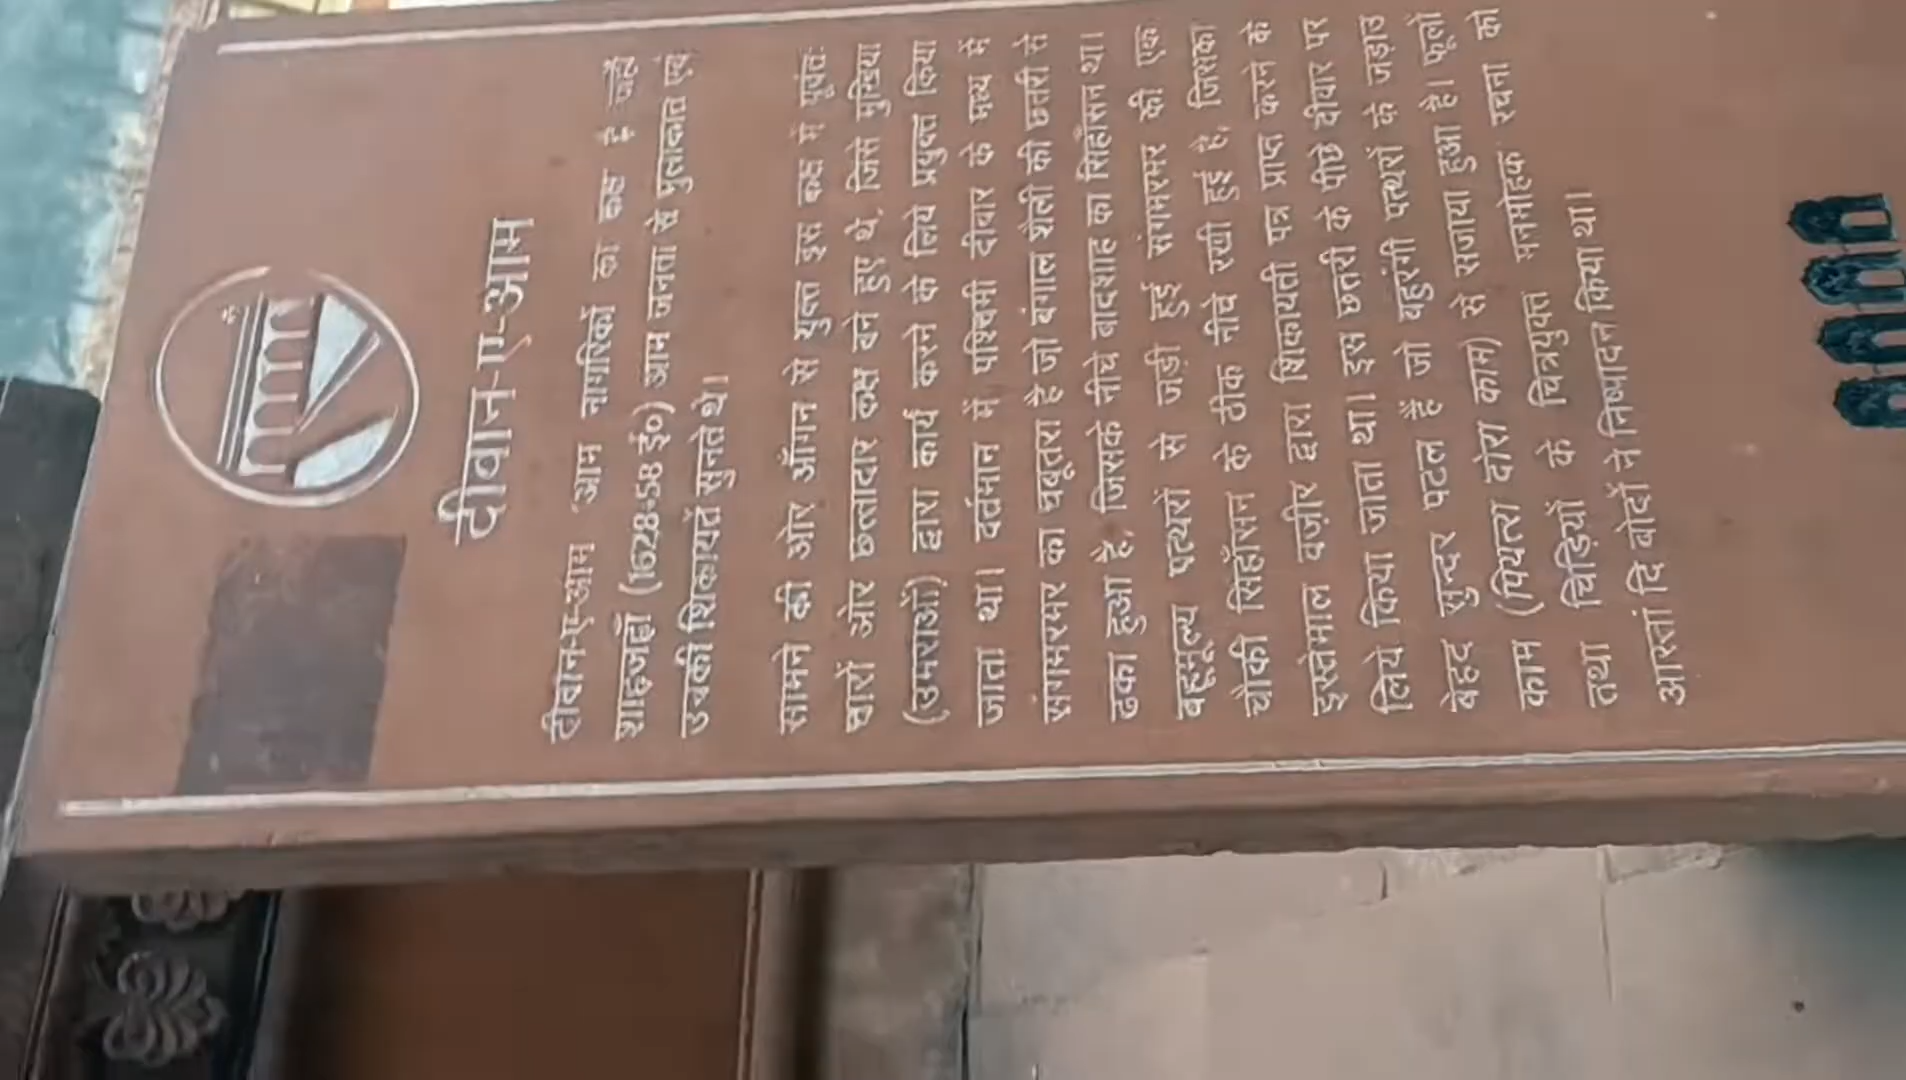 दीवान-ए-आम
दीवान-ए-आम 'आम नागरिकों का कक्ष' है जहाँ
शाहजहाँ (1628-58 ई०) आम जनता से मुलाकात एवं
उनकी शिकायतें सुनते थे।
सामने की ओर आँगन से युक्त इस कक्ष में पूर्वतः
चारों ओर छत्तादार कक्ष बने हुए थे, जिसे मुखिया
(उमराओं) द्वारा कार्य करने के लिये प्रयुक्त किया
जाता था। वर्तमान में पश्चिमी दीवार के मध्य में
संगमरमर का चबूतरा है जो बंगाल शैली की छतरी से
ढका हुआ है, जिसके नीचे बादशाह का सिहाँसन था।
बहुमूल्य पत्थरों से जड़ी हुई संगमरमर की एक
चौकी सिहाँसन के ठीक नीचे रखी हुई है, जिसका
इस्तेमाल वज़ीर द्वारा शिकायती पत्र प्राप्त करने के
लिये किया जाता था। इस छतरी के पीछे दीवार पर
बेहद सुन्दर पटल हैं जो बहुरंगी पत्थरों के जड़ाउ
काम (पियत्रा दोरा काम) से सजाया हुआ है। फूलों
तथा चिड़ियों के चित्रयुक्त मनमोहक रचना को
आस्तां दि बोर्दो ने निष्पादन किया था।